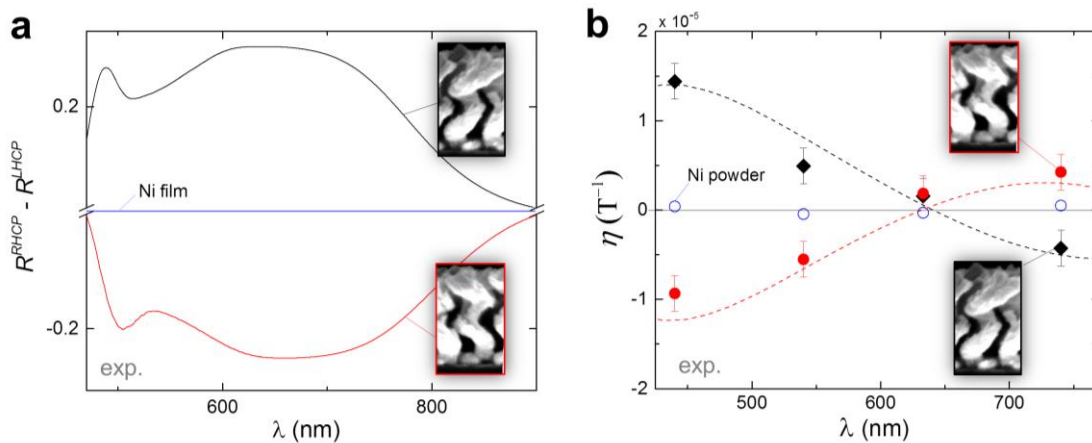 a
R^RHCP - R^LHCP
0.2
-0.2
Ni film
exp.
600
800
λ (nm)
b
× 10⁻⁵
η (T⁻¹)
2
1
0
-1
-2
Ni powder
exp.
500
600
700
λ (nm)